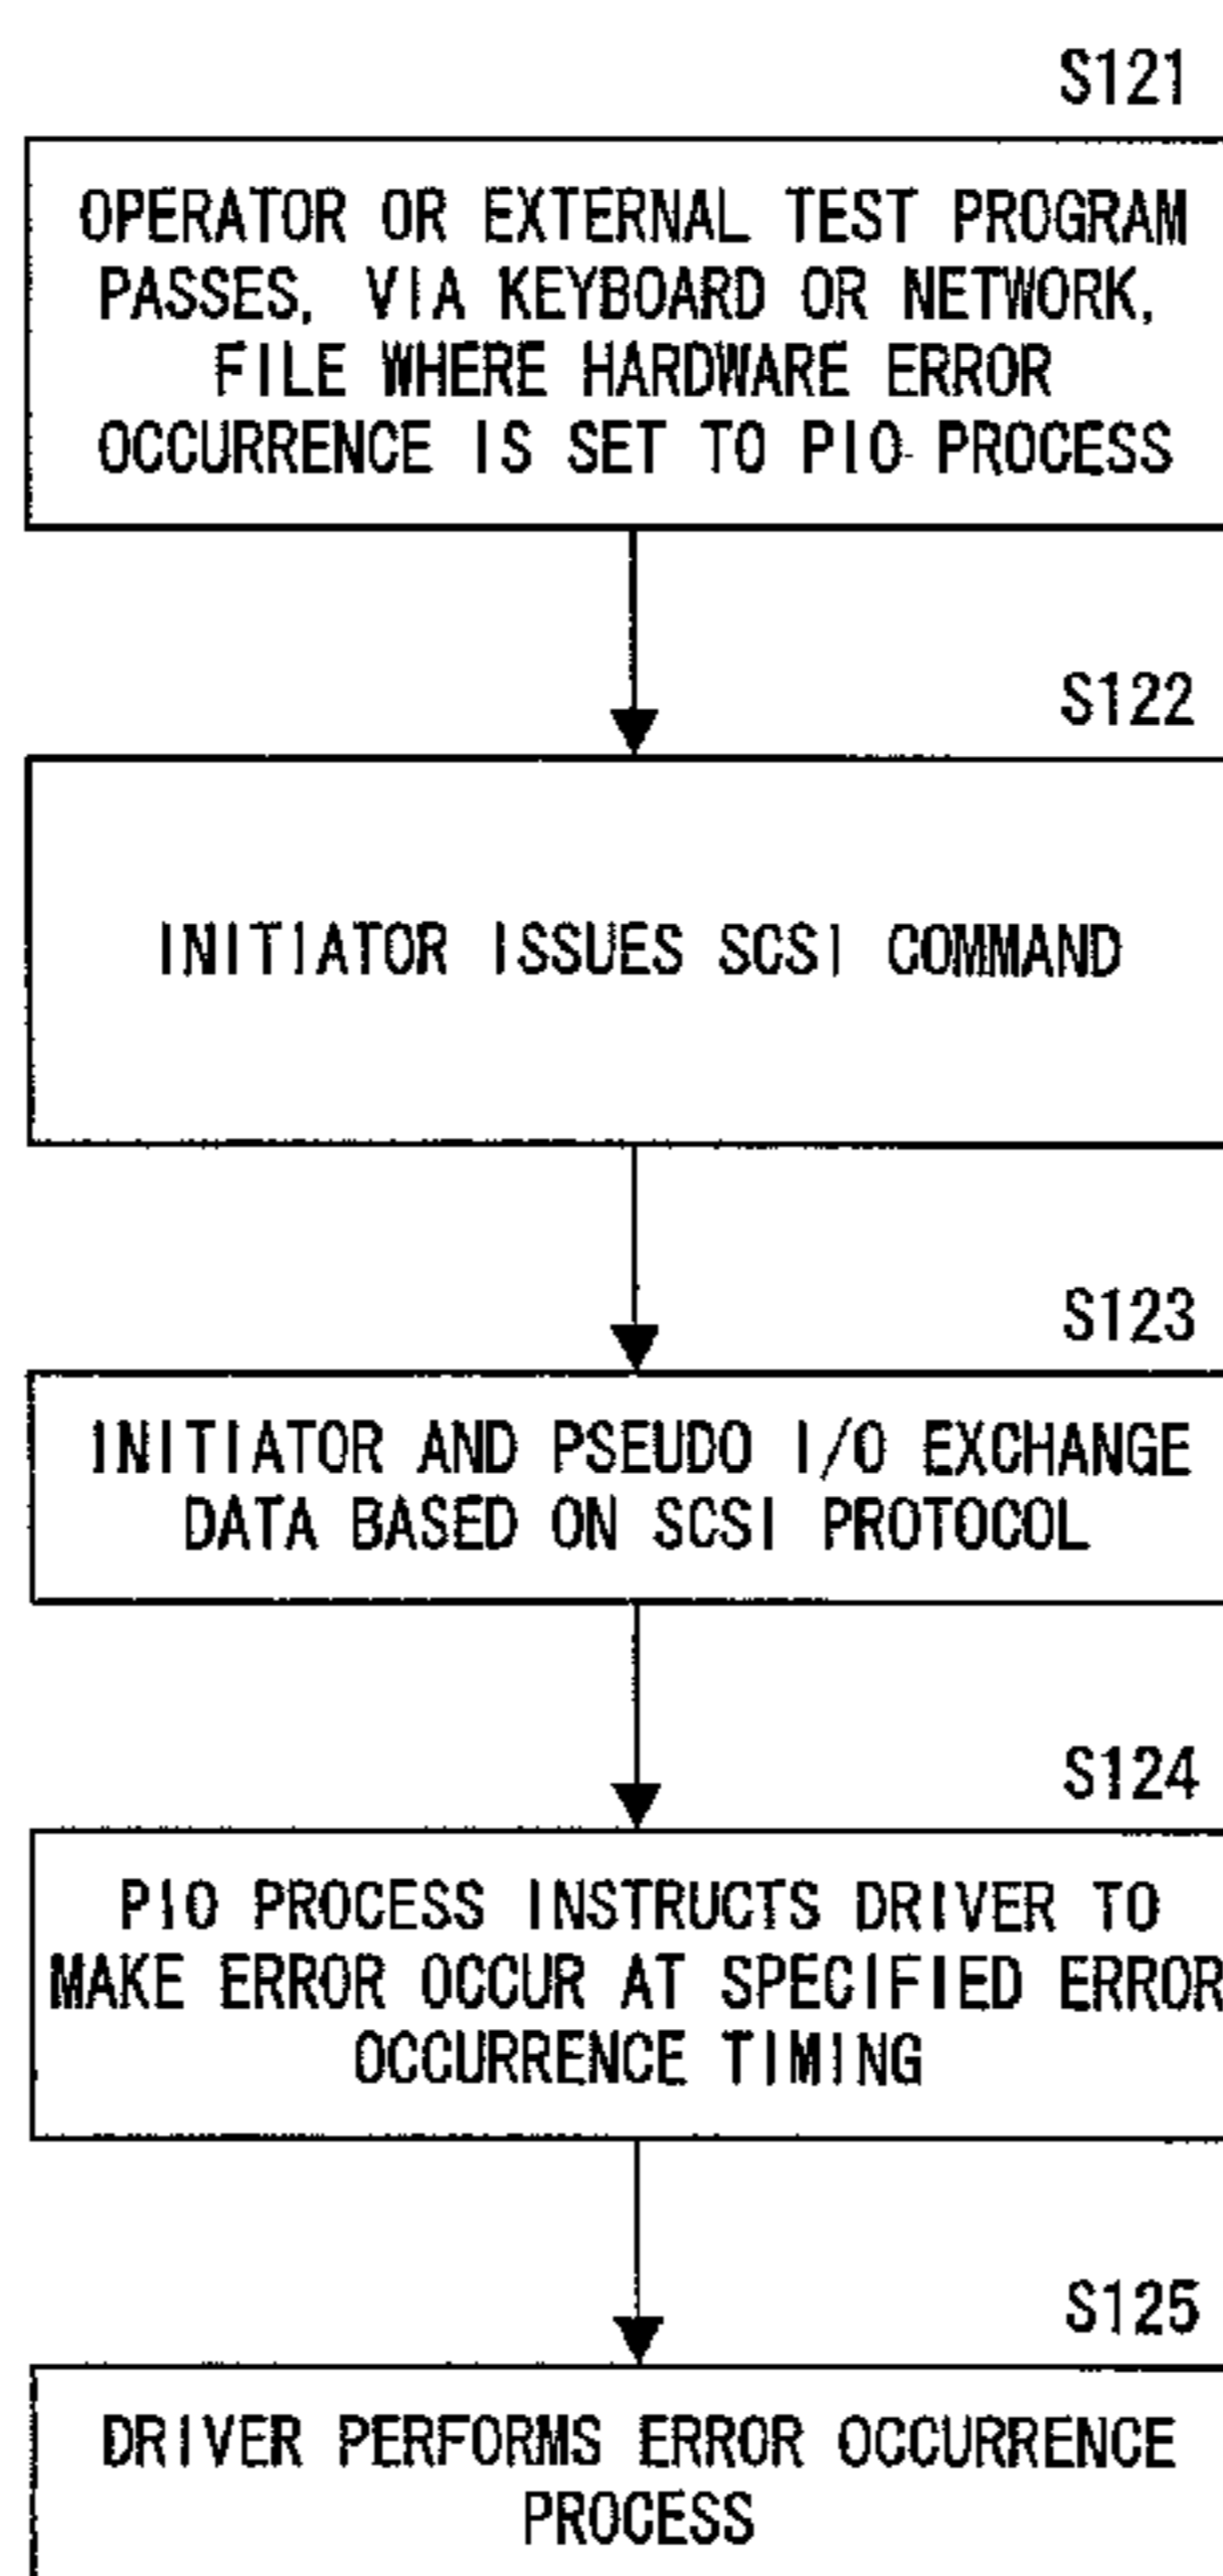 S121
OPERATOR OR EXTERNAL TEST PROGRAM
PASSES, VIA KEYBOARD OR NETWORK,
FILE WHERE HARDWARE ERROR
OCCURRENCE IS SET TO PIO PROCESS
S122
INITIATOR ISSUES SCSI COMMAND
S123
INITIATOR AND PSEUDO I/O EXCHANGE
DATA BASED ON SCSI PROTOCOL
S124
PIO PROCESS INSTRUCTS DRIVER TO
MAKE ERROR OCCUR AT SPECIFIED ERROR
OCCURRENCE TIMING
S125
DRIVER PERFORMS ERROR OCCURRENCE
PROCESS